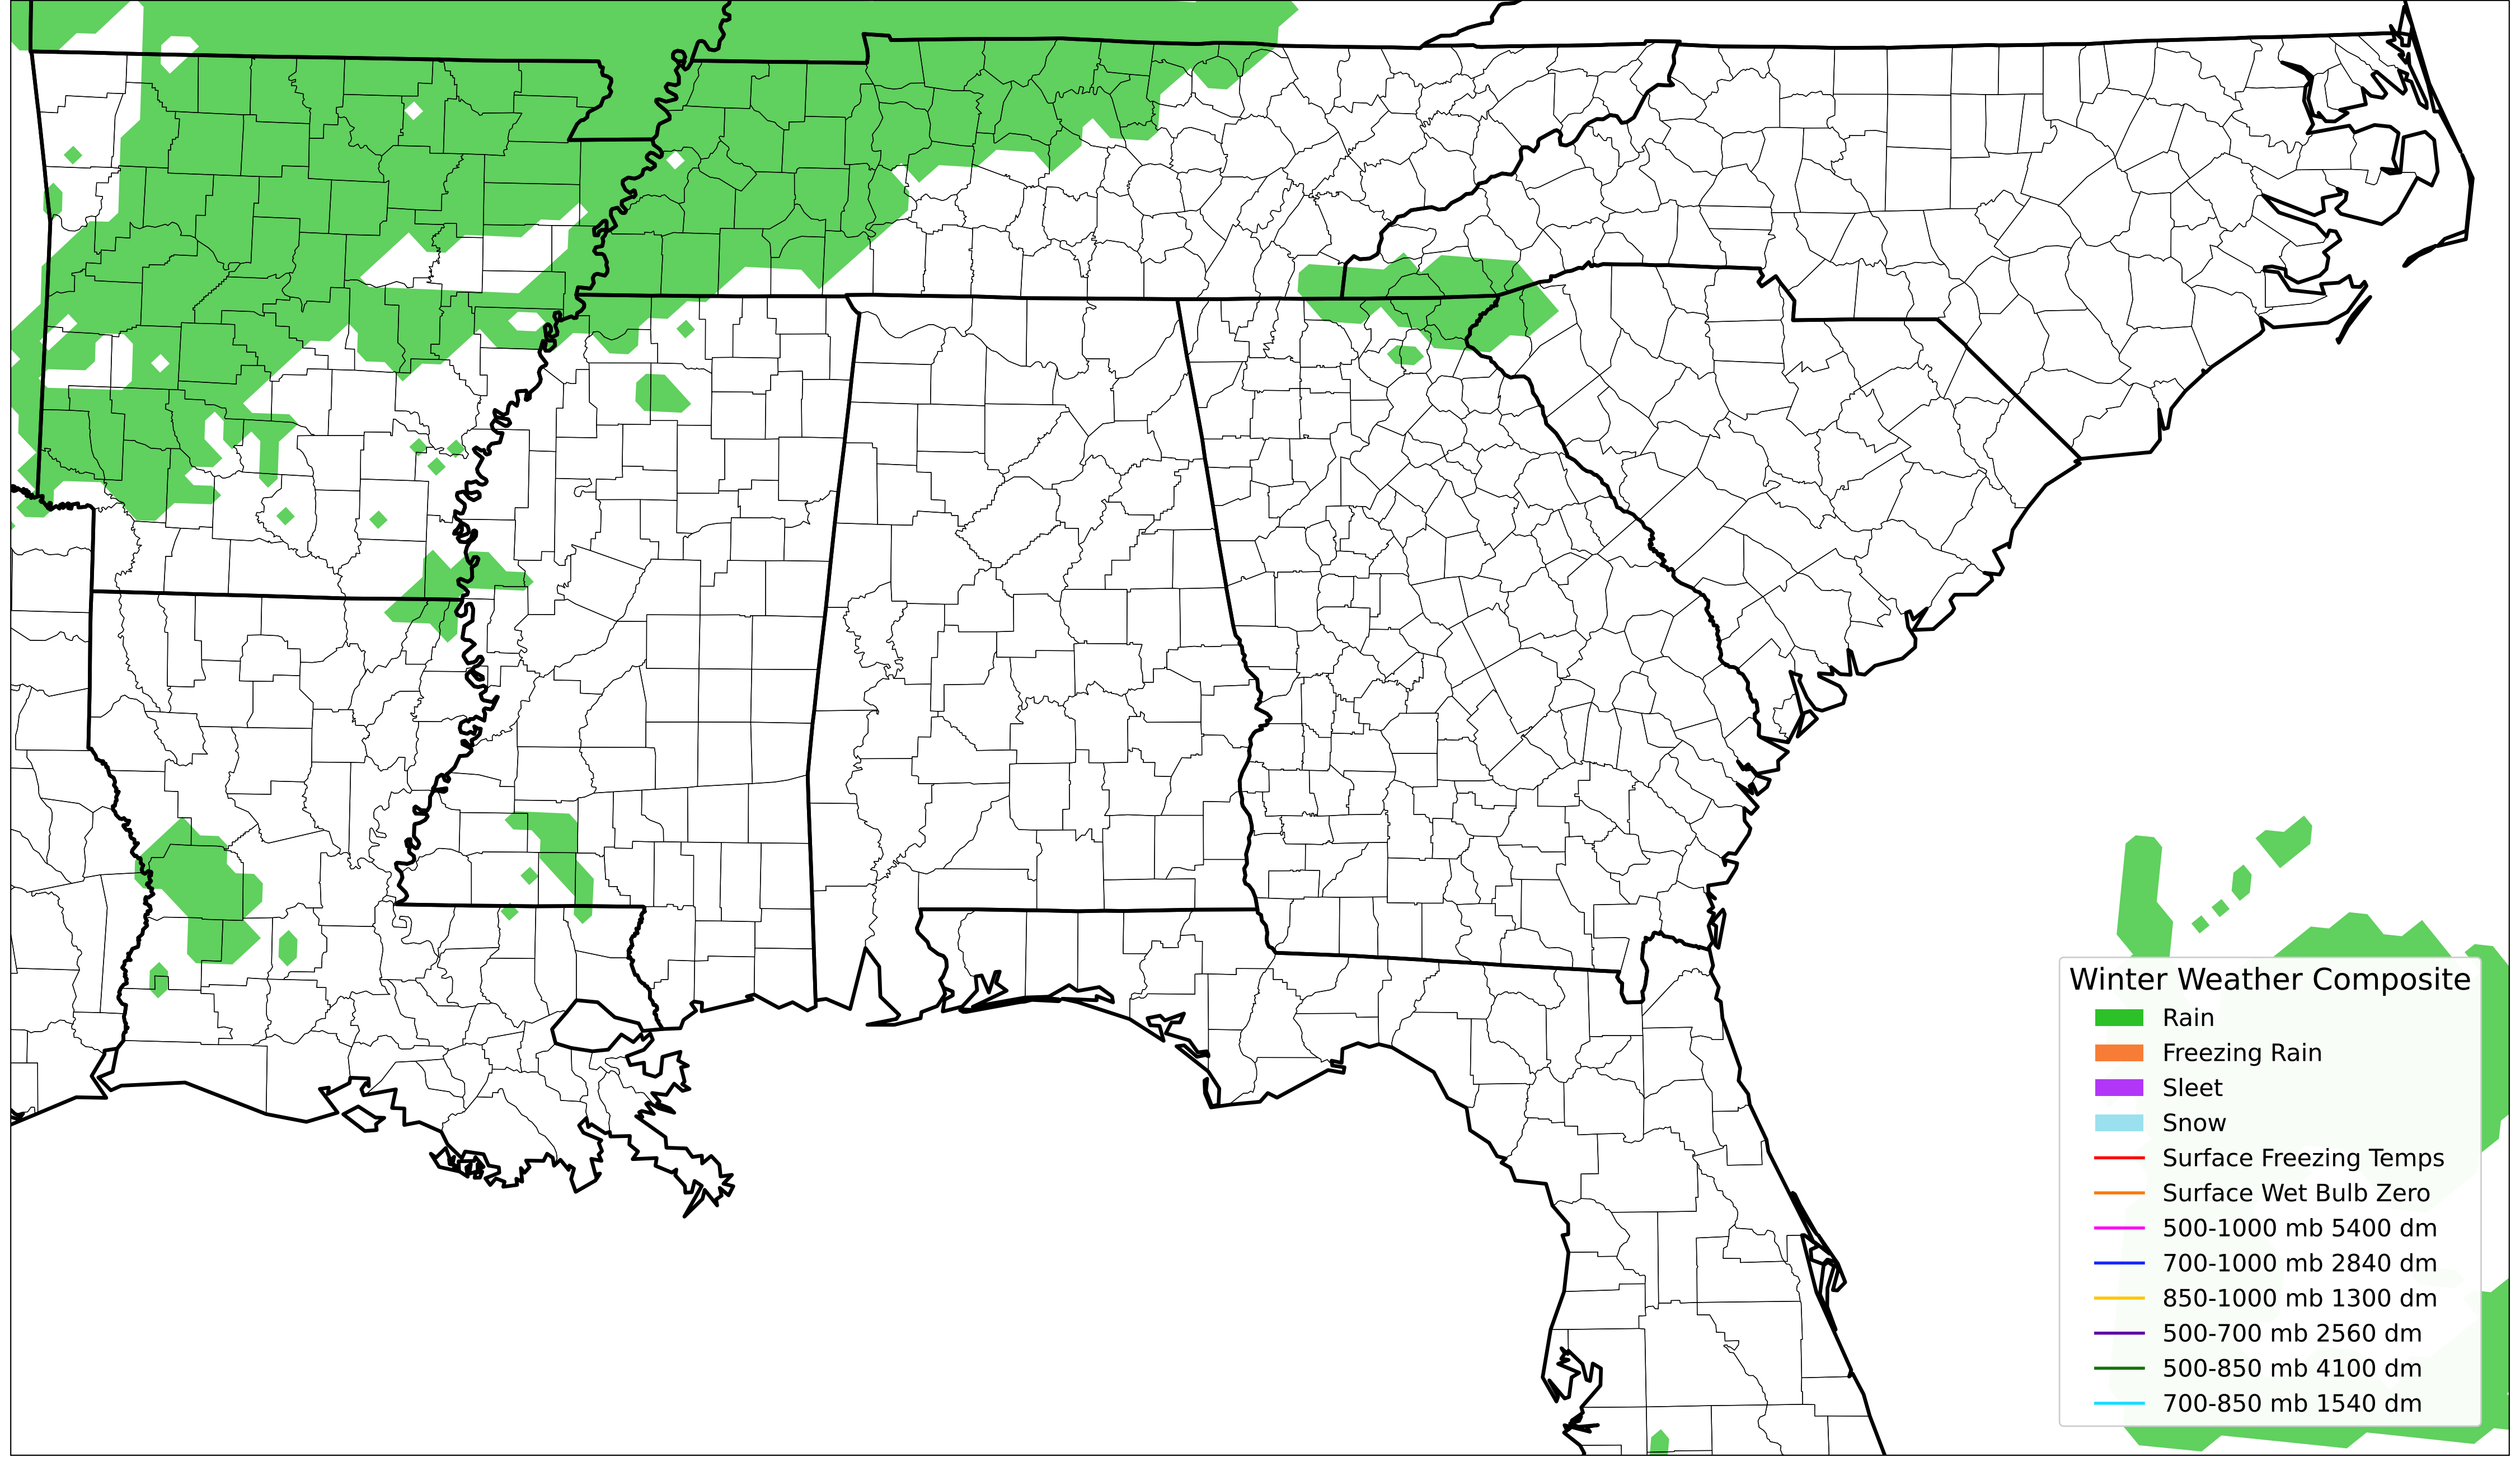 Winter Weather Composite
Rain
Freezing Rain
Sleet
Snow
Surface Freezing Temps
Surface Wet Bulb Zero
500-1000 mb 5400 dm
700-1000 mb 2840 dm
850-1000 mb 1300 dm
500-700 mb 2560 dm
500-850 mb 4100 dm
700-850 mb 1540 dm